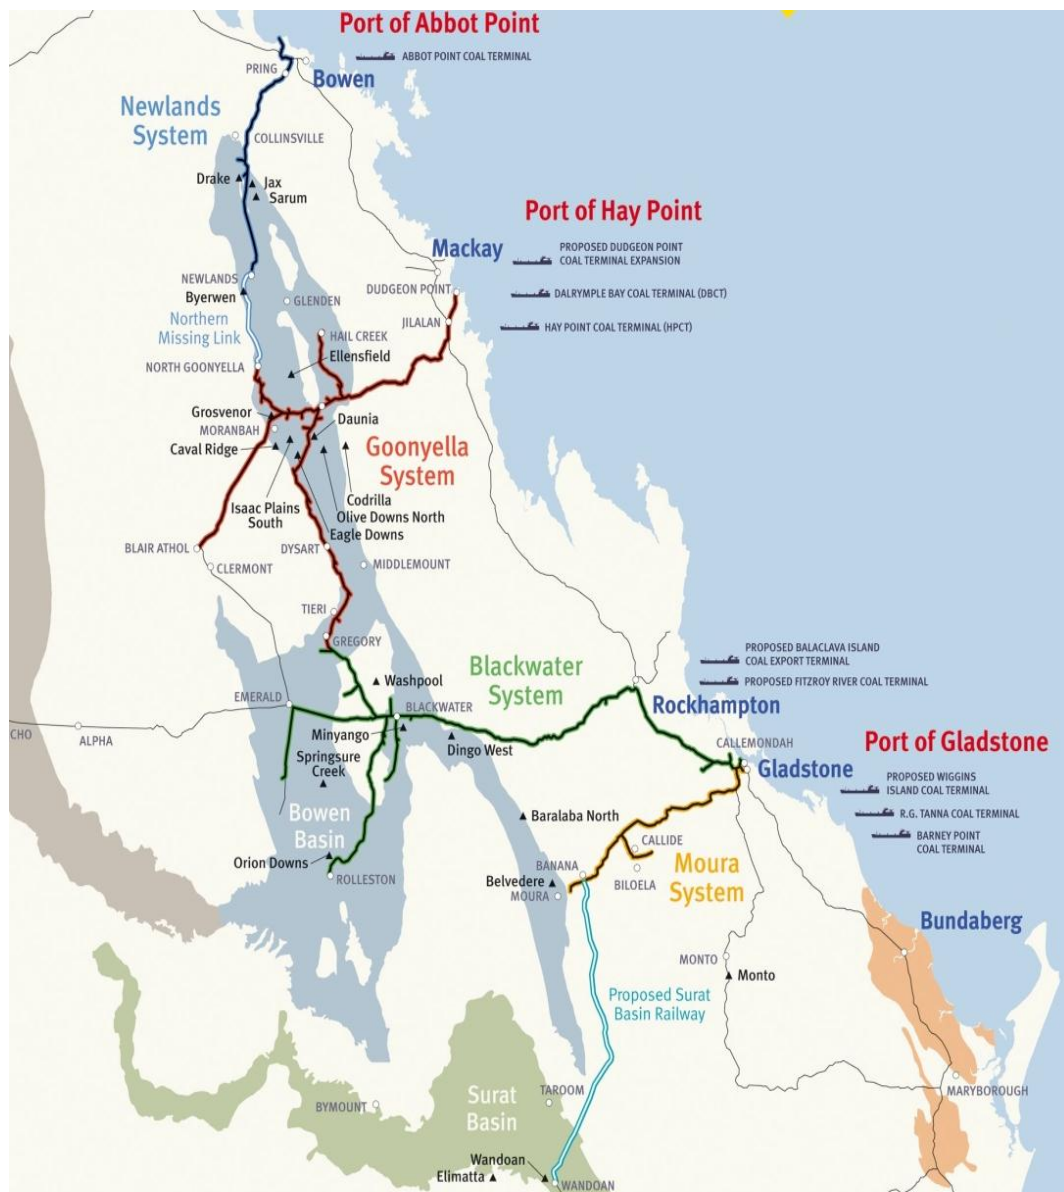 Port of Abbot Point
ABBOT POINT COAL TERMINAL
PRING
Bowen
Newlands
System
COLLINSVILLE
Drake
Jax
Sarum
Port of Hay Point
Mackay
PROPOSED DUDGEON POINT
COAL TERMINAL EXPANSION
NEWLANDS
DUDGEON POINT
DALRYMPLE BAY COAL TERMINAL (DBCT)
Byerwen
GLENDEN
Northern
Missing Link
JILALAN
HAY POINT COAL TERMINAL (HPCT)
HAIL CREEK
Ellensfield
NORTH GOONYELLA
Grosvenor
Daunia
MORANBAH
Caval Ridge
Goonyella
System
Isaac Plains
South
Codrilla
Olive Downs North
Eagle Downs
BLAIR ATHOL
DYSART
CLERMONT
MIDDLEMOUNT
TIERI
GREGORY
PROPOSED BALACLAVA ISLAND
COAL EXPORT TERMINAL
Blackwater
System
Washpool
PROPOSED FITZROY RIVER COAL TERMINAL
EMERALD
BLACKWATER
Rockhampton
CHO
ALPHA
Minyango
Dingo West
CALLEMONDAH
Port of Gladstone
Springsure
Creek
Gladstone
PROPOSED WIGGINS
ISLAND COAL TERMINAL
Bowen
Basin
Baralaba North
R.G. TANNA COAL TERMINAL
BARNEY POINT
COAL TERMINAL
CALLIDE
Orion Downs
ROLLESTON
BANANA
Moura
System
Belvedere
BILOELA
MOURA
Bundaberg
MONTO
Monto
Proposed Surat
Basin Railway
TAROOM
MARYBOROUGH
Surat
Basin
BYMOUNT
Wandoan
Elimatta
WANDOAN